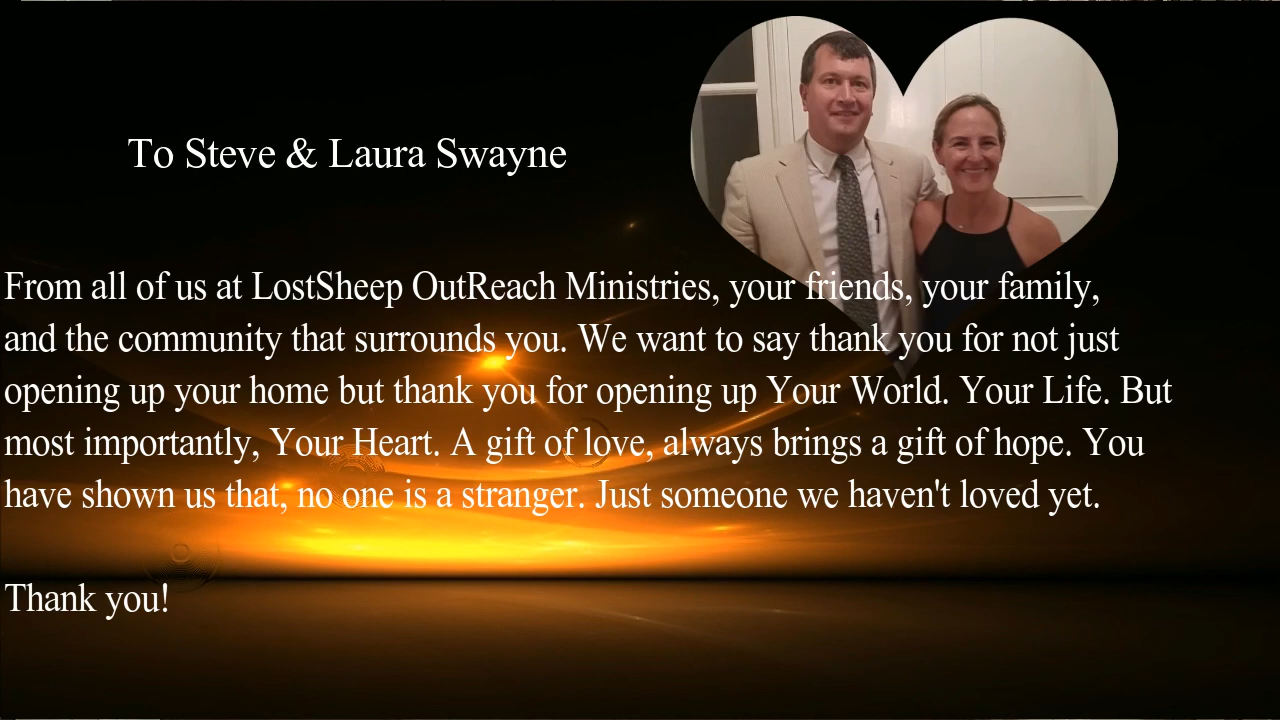 To Steve & Laura Swayne
From all of us at LostSheep OutReach Ministries, your friends, your family,
and the community that surrounds you. We want to say thank you for not just
opening up your home but thank you for opening up Your World. Your Life. But
most importantly, Your Heart. A gift of love, always brings a gift of hope. You
have shown us that, no one is a stranger. Just someone we haven't loved yet.
Thank you!